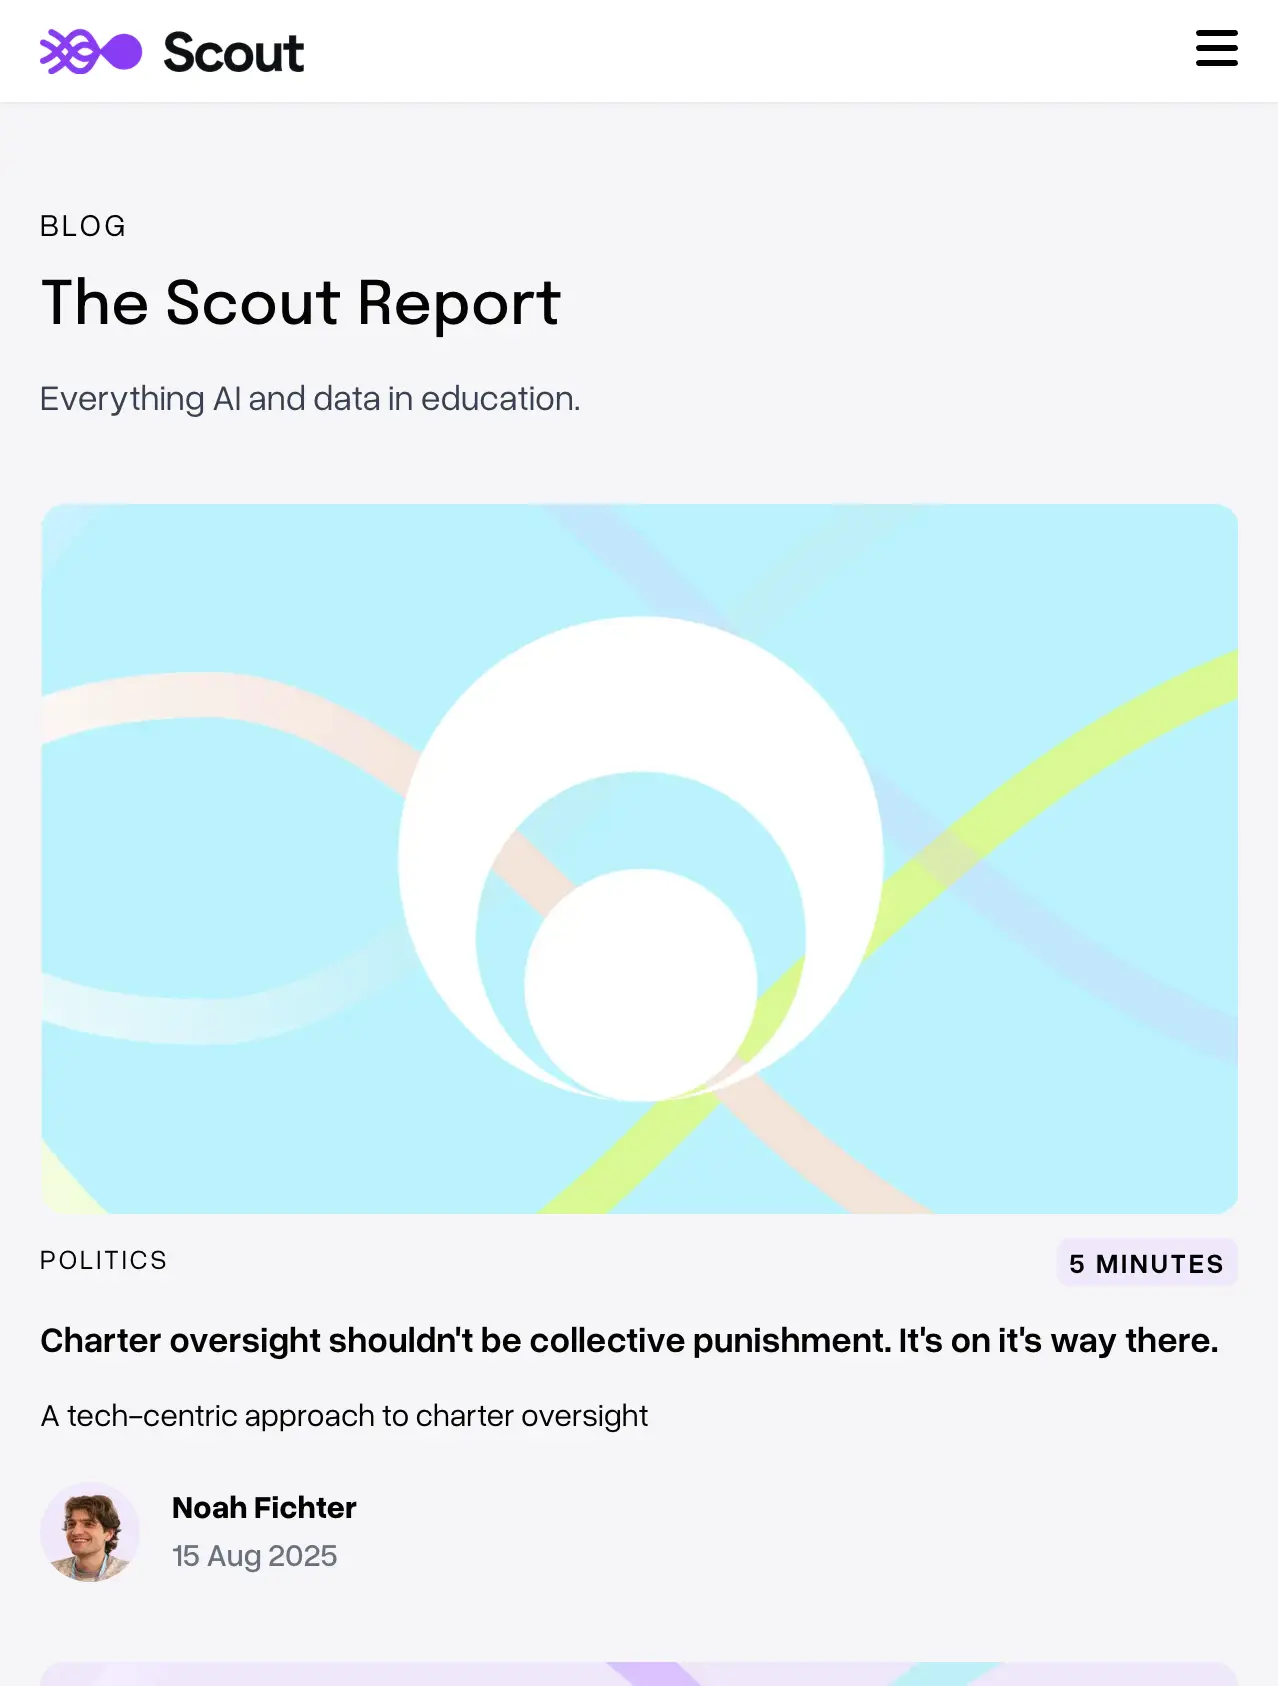 Scout
BLOG
The Scout Report
Everything AI and data in education.
POLITICS
5 MINUTES
Charter oversight shouldn't be collective punishment. It's on it's way there.
A tech-centric approach to charter oversight
Noah Fichter
15 Aug 2025